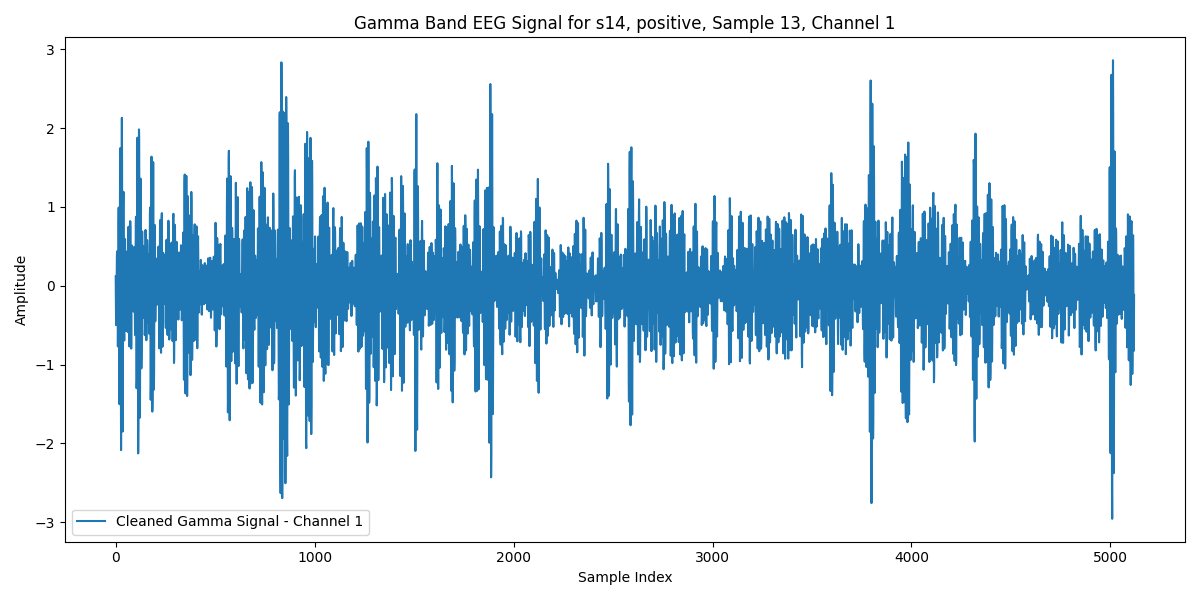 Gamma Band EEG Signal for s14, positive, Sample 13, Channel 1
3
2
1
0
−1
−2
−3
Amplitude
Cleaned Gamma Signal - Channel 1
0 1000 2000 3000 4000 5000
Sample Index